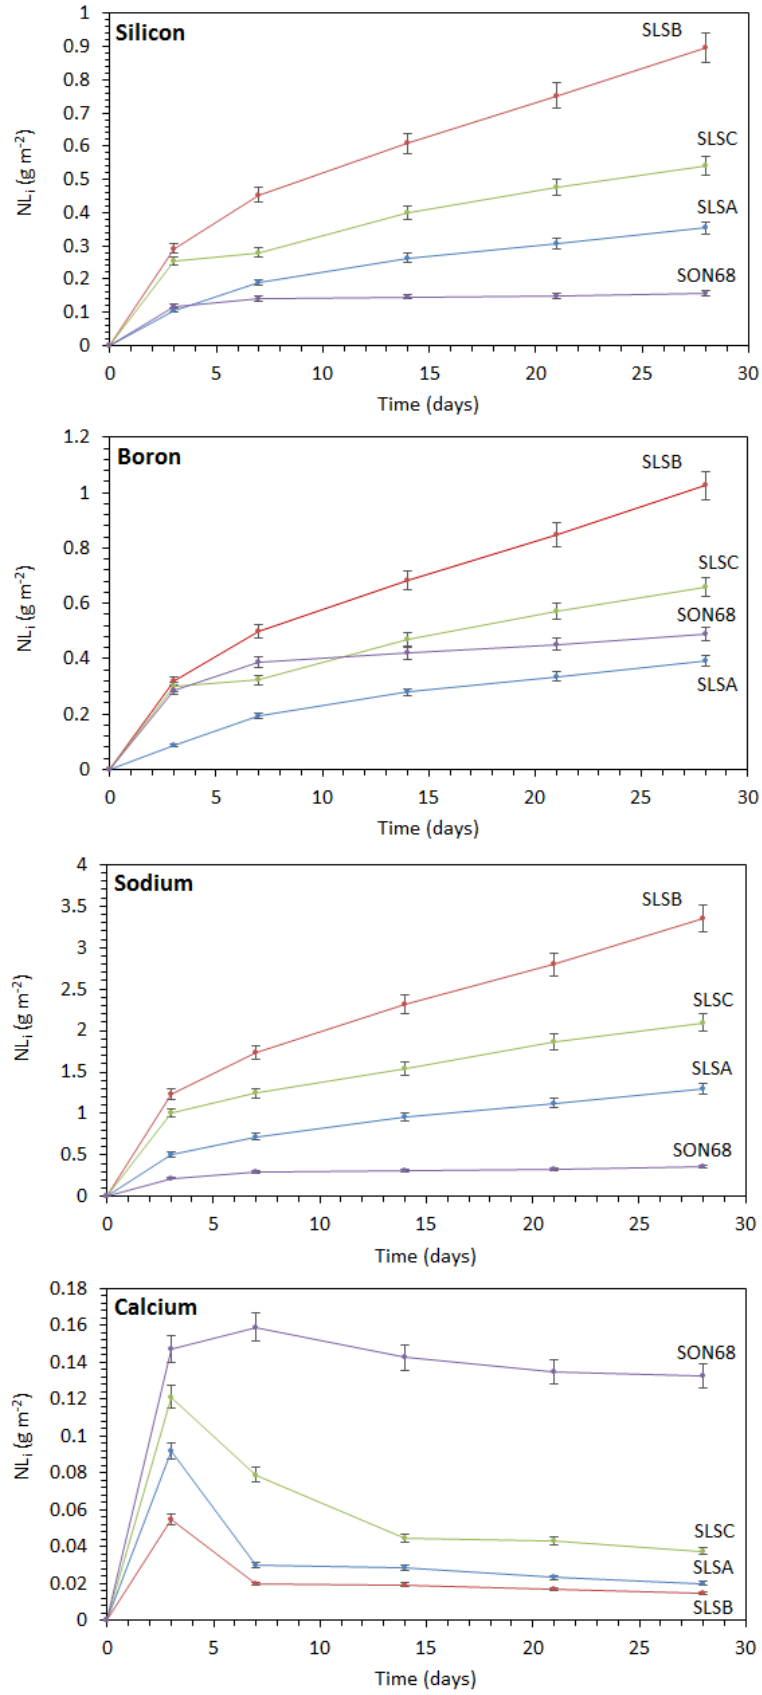 Silicon
NLi (g m-2)
1
0.9
0.8
0.7
0.6
0.5
0.4
0.3
0.2
0.1
0
SLSB
SLSC
SLSA
SON68
0 5 10 15 20 25 30
Time (days)
Boron
NLi (g m-2)
1.2
1
0.8
0.6
0.4
0.2
0
SLSB
SLSC
SON68
SLSA
0 5 10 15 20 25 30
Time (days)
Sodium
NLi (g m-2)
4
3.5
3
2.5
2
1.5
1
0.5
0
SLSB
SLSC
SLSA
SON68
0 5 10 15 20 25 30
Time (days)
Calcium
NLi (g m-2)
0.18
0.16
0.14
0.12
0.1
0.08
0.06
0.04
0.02
0
SON68
SLSC
SLSA
SLSB
0 5 10 15 20 25 30
Time (days)